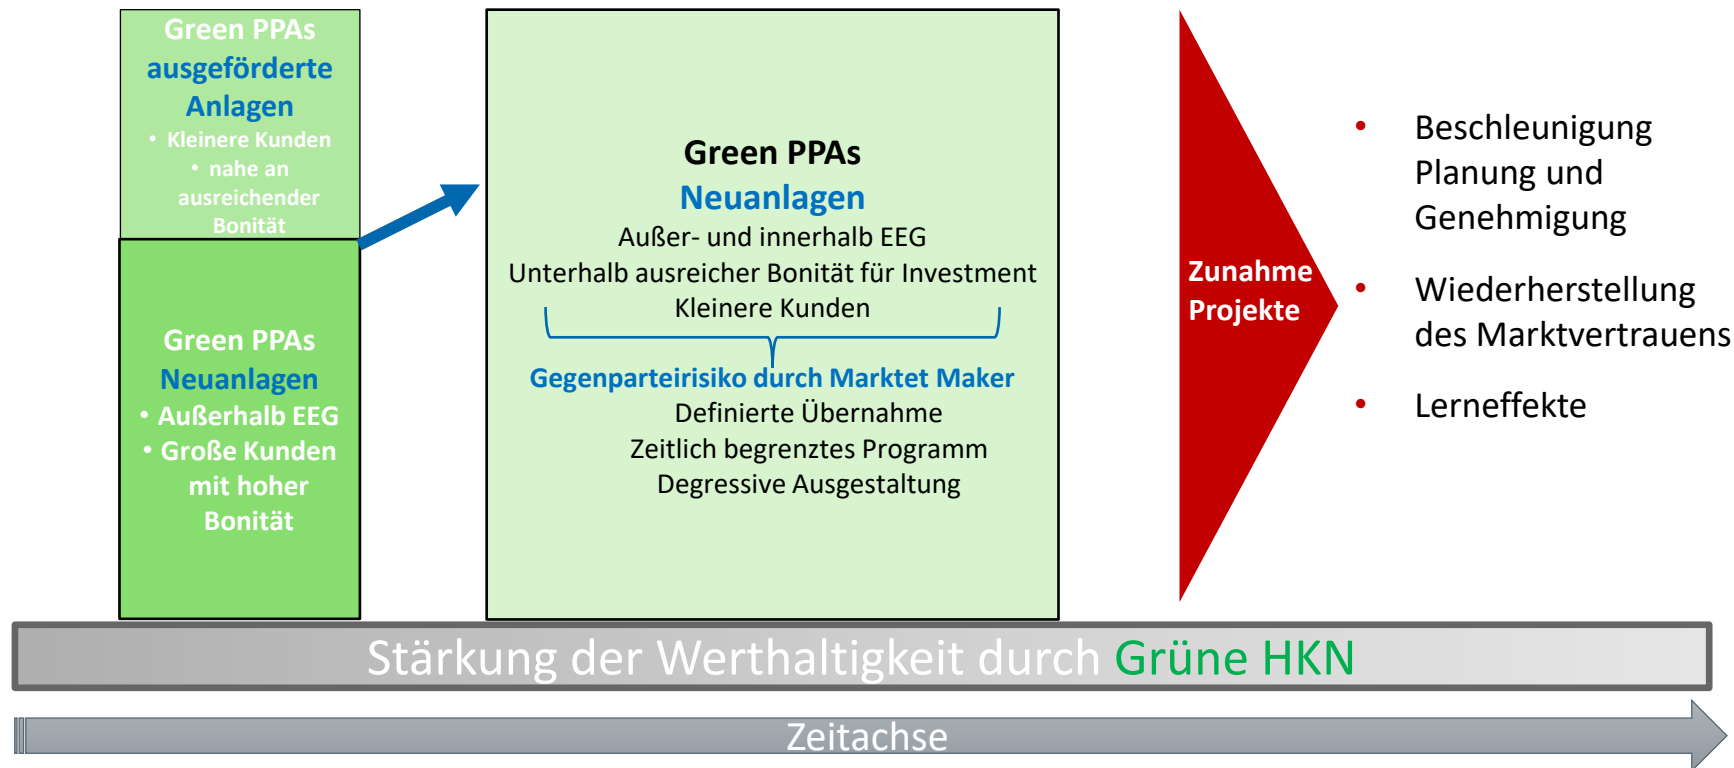 Green PPAs
ausgeförderte
Anlagen
• Kleinere Kunden
• nahe an
ausreichender
Bonität
Green PPAs
Neuanlagen
• Außerhalb EEG
• Große Kunden
mit hoher
Bonität
Green PPAs
Neuanlagen
Außer- und innerhalb EEG
Unterhalb ausreicher Bonität für Investment
Kleinere Kunden
Gegenparteirisiko durch Marktet Maker
Definierte Übernahme
Zeitlich begrenztes Programm
Degressive Ausgestaltung
Zunahme
Projekte
• Beschleunigung
Planung und
Genehmigung
• Wiederherstellung
des Marktvertrauens
• Lerneffekte
Stärkung der Werthaltigkeit durch Grüne HKN
Zeitachse